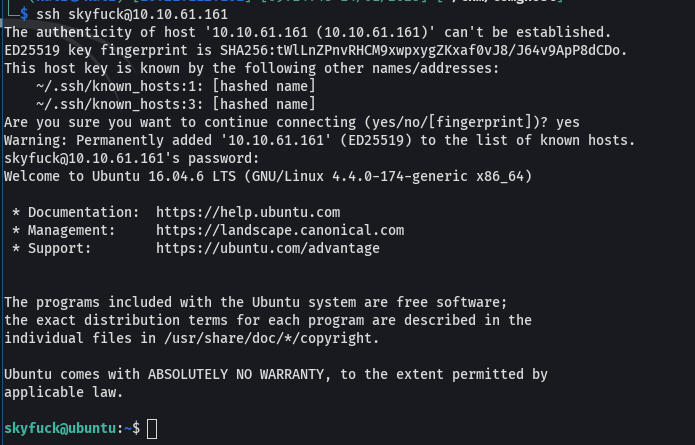 $ ssh skyfuck@10.10.61.161
The authenticity of host '10.10.61.161 (10.10.61.161)' can't be established.
ED25519 key fingerprint is SHA256:tWlLnZPnvRHCM9xwpxygZKxaf0vJ8/J64v9ApP8dCDo.
This host key is known by the following other names/addresses:
    ~/.ssh/known_hosts:1: [hashed name]
    ~/.ssh/known_hosts:3: [hashed name]
Are you sure you want to continue connecting (yes/no/[fingerprint])? yes
Warning: Permanently added '10.10.61.161' (ED25519) to the list of known hosts.
skyfuck@10.10.61.161's password:
Welcome to Ubuntu 16.04.6 LTS (GNU/Linux 4.4.0-174-generic x86_64)

 * Documentation:  https://help.ubuntu.com
 * Management:     https://landscape.canonical.com
 * Support:        https://ubuntu.com/advantage

The programs included with the Ubuntu system are free software;
the exact distribution terms for each program are described in the
individual files in /usr/share/doc/*/copyright.

Ubuntu comes with ABSOLUTELY NO WARRANTY, to the extent permitted by
applicable law.

skyfuck@ubuntu:~$